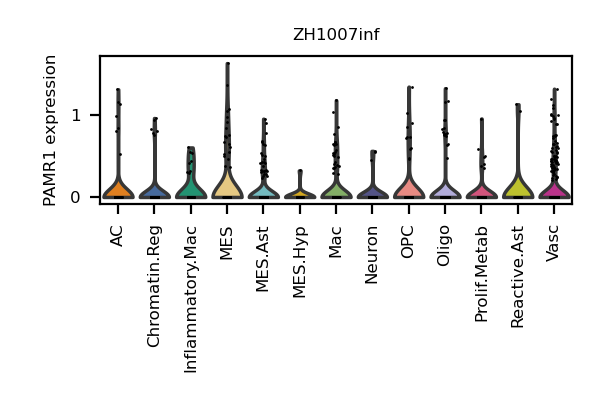 ZH1007inf
PAMR1 expression
1
0
AC
Chromatin.Reg
Inflammatory.Mac
MES
MES.Ast
MES.Hyp
Mac
Neuron
OPC
Oligo
Prolif.Metab
Reactive.Ast
Vasc